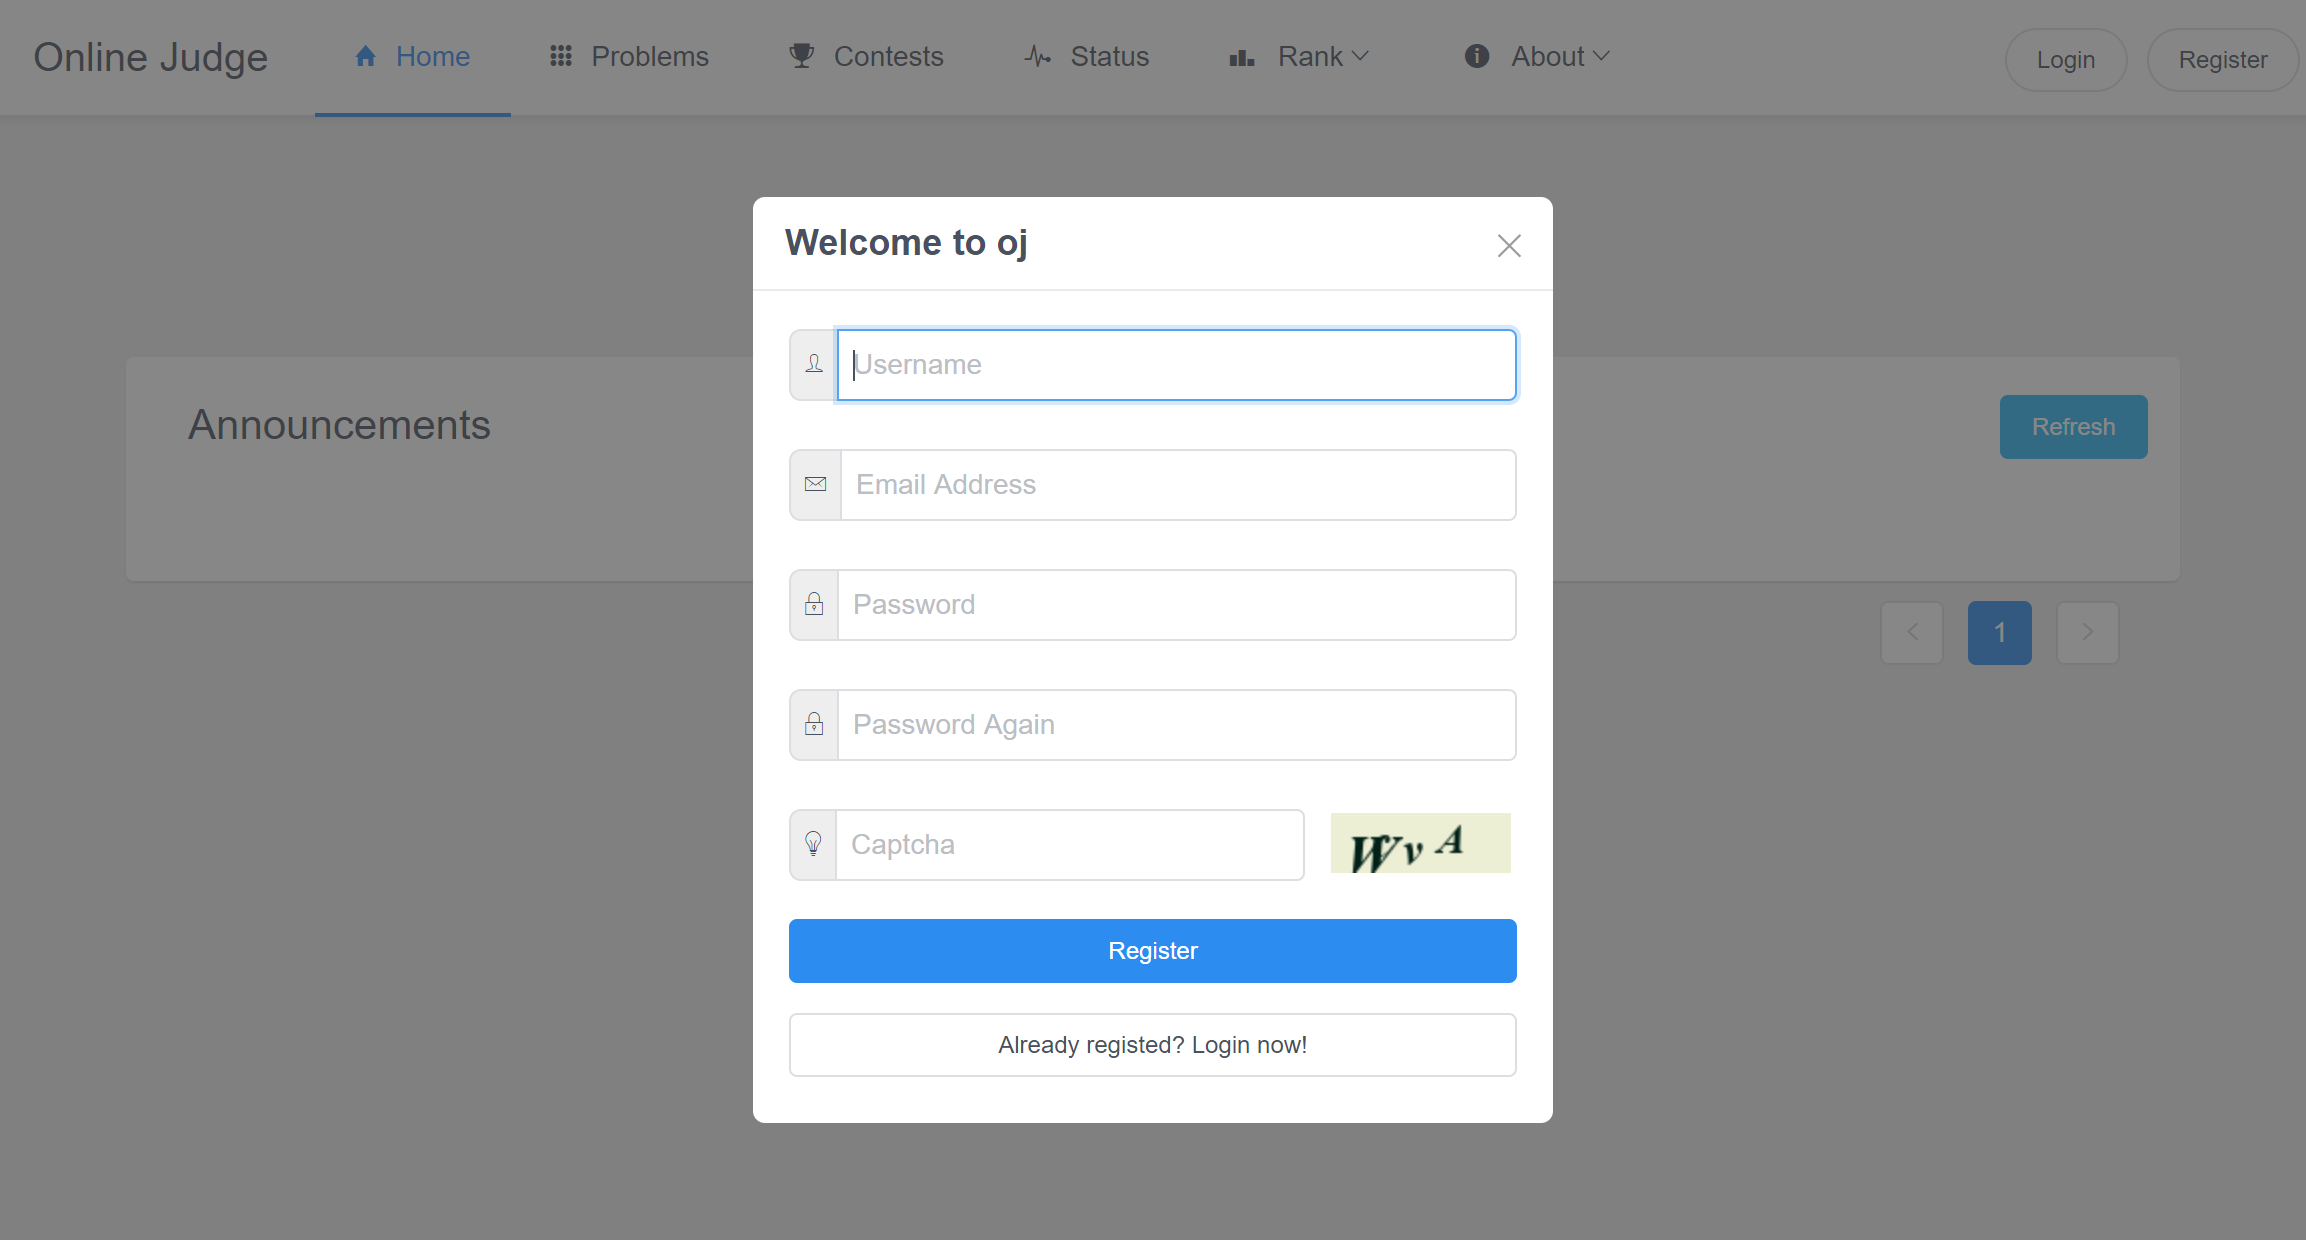 Online Judge Home Problems Contests Status Rank About Login Register
Welcome to oj
Username
Announcements
Refresh
Email Address
Password
1
Password Again
Captcha
Register
Already registed? Login now!